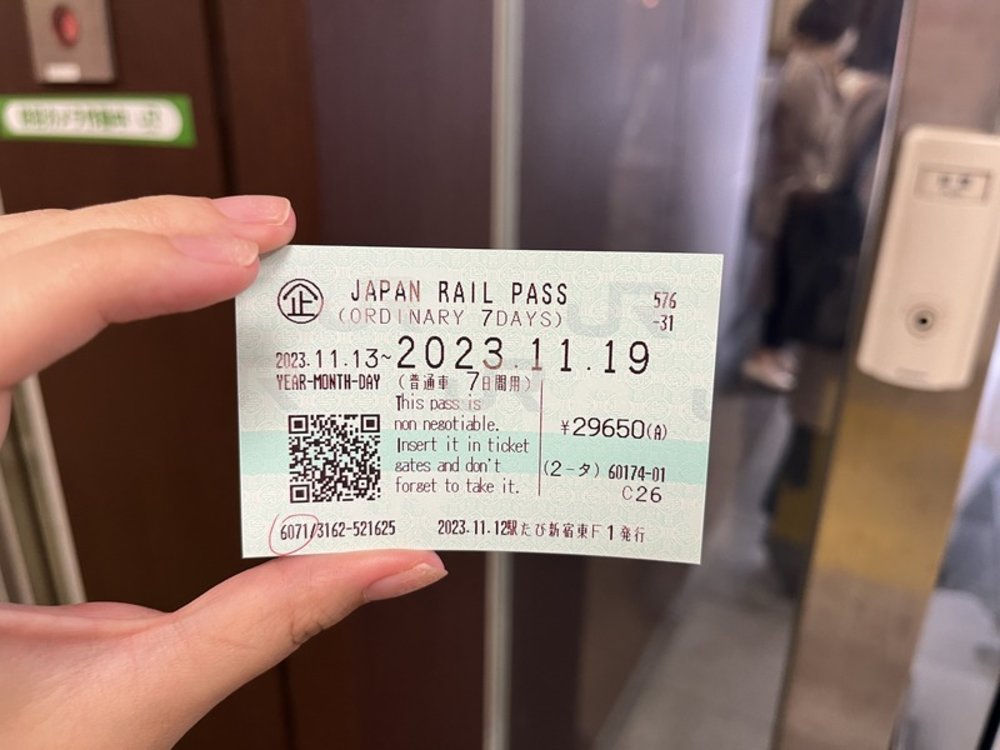 企 JAPAN RAIL PASS 576
(ORDINARY 7DAYS) -31
2023.11.13~2023.11.19
YEAR-MONTH-DAY (普通車 7日間用)
This pass is
non negotiable.
Insert it in ticket
gates and don't
forget to take it.
¥29650(A)
(2-タ) 60174-01
C26
6071/3162-521625 2023.11.12駅たび新宿東F1発行